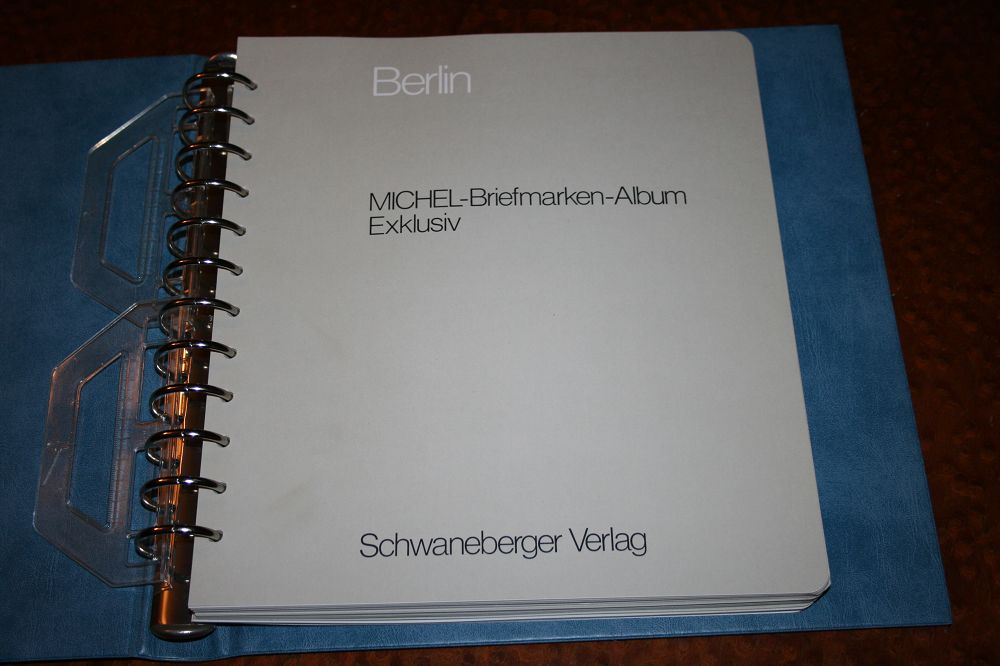 Berlin
MICHEL-Briefmarken-Album
Exklusiv
Schwaneberger Verlag